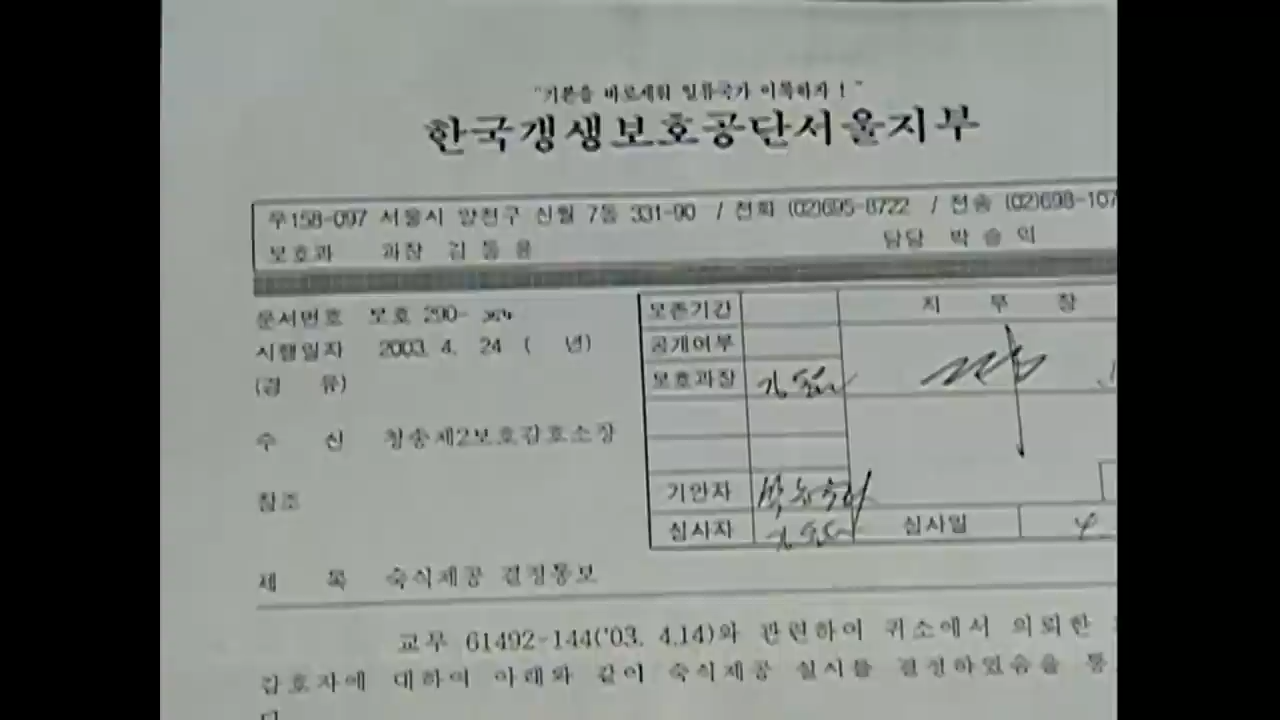 "기본을 바로세워 일류국가 이룩하자 !"
한국갱생보호공단서울지부
우158-097 서울시 양천구 신월 7동 331-90 / 전화 (02)695-8722 / 전송 (02)698-107
보호과 과장 김동윤 담당 박승익
문서번호 보호 290-
시행일자 2003. 4. 24 ( 년)
(경 유)
수 신 청송제2보호감호소장
참조
보존기간
지 부 장
공개여부
보호과장
기안자
심사자
심사일 4.
제 목 숙식제공 결정통보
교무 61492-144('03. 4.14)와 관련하여 귀소에서 의뢰한
감호자에 대하여 아래와 같이 숙식제공 실시를 결정하였음을 통